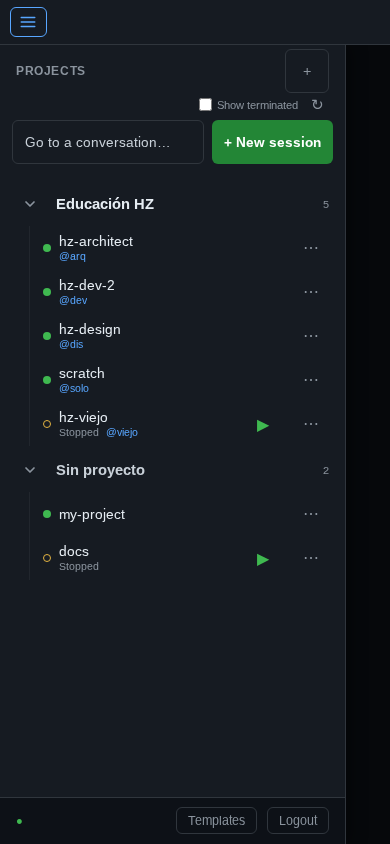 PROJECTS
+
Show terminated ↻
Go to a conversation…
+ New session
Educación HZ 5
hz-architect
@arq
hz-dev-2
@dev
hz-design
@dis
scratch
@solo
hz-viejo
Stopped @viejo
Sin proyecto 2
my-project
docs
Stopped
Templates Logout